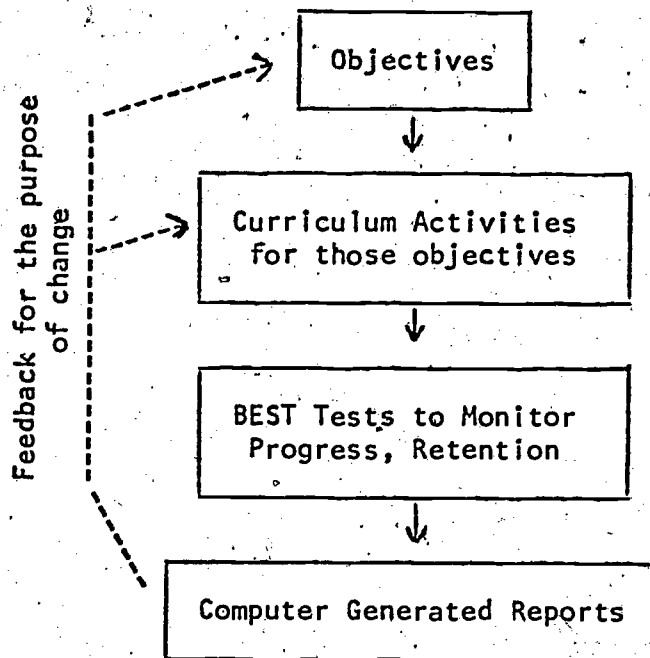 Objectives
Curriculum Activities
for those objectives
BEST Tests to Monitor
Progress, Retention
Computer Generated Reports
Feedback for the purpose
of change